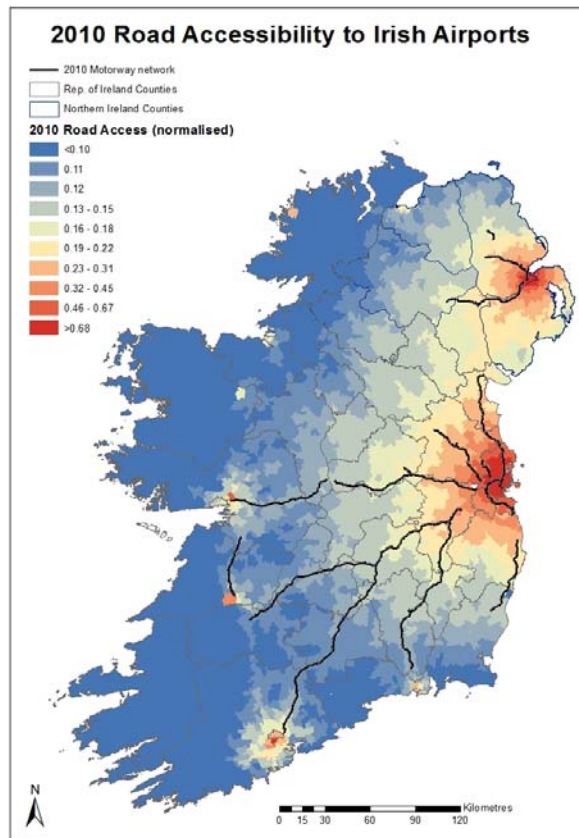 2010 Road Accessibility to Irish Airports
2010 Motorway network
Rep. of Ireland Counties
Northern Ireland Counties
2010 Road Access (normalised)
<0.10
0.11
0.12
0.13 - 0.15
0.16 - 0.18
0.19 - 0.22
0.23 - 0.31
0.32 - 0.45
0.46 - 0.67
>0.68
N
Kilometres
0 15 30 60 90 120